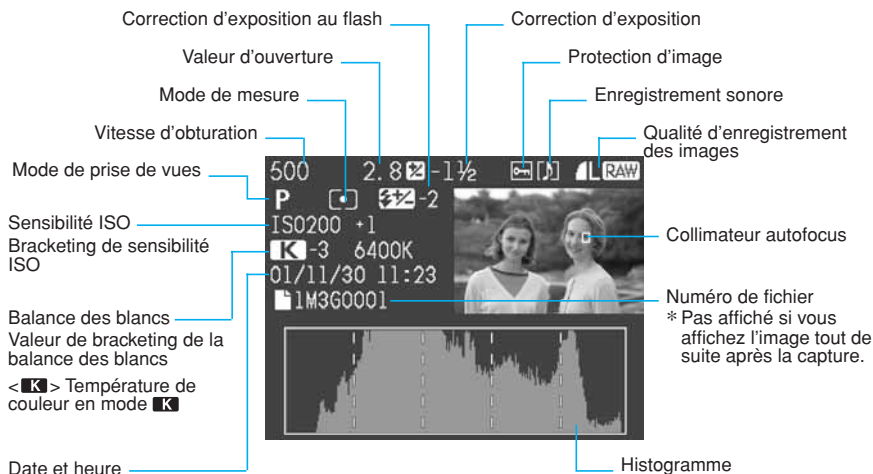 Correction d'exposition au flash
Correction d'exposition
Valeur d'ouverture
Protection d'image
Mode de mesure
Enregistrement sonore
Vitesse d'obturation
Qualité d'enregistrement
des images
Mode de prise de vues
500 2.8 -1½ L RAW
P -2
Sensibilité ISO
ISO200 +1
Bracketing de sensibilité
ISO
K -3 6400K
Collimateur autofocus
01/11/30 11:23
1M3G0001
Numéro de fichier
* Pas affiché si vous
affichez l'image tout de
suite après la capture.
Balance des blancs
Valeur de bracketing de la
balance des blancs
<K> Température de
couleur en mode K
Date et heure
Histogramme